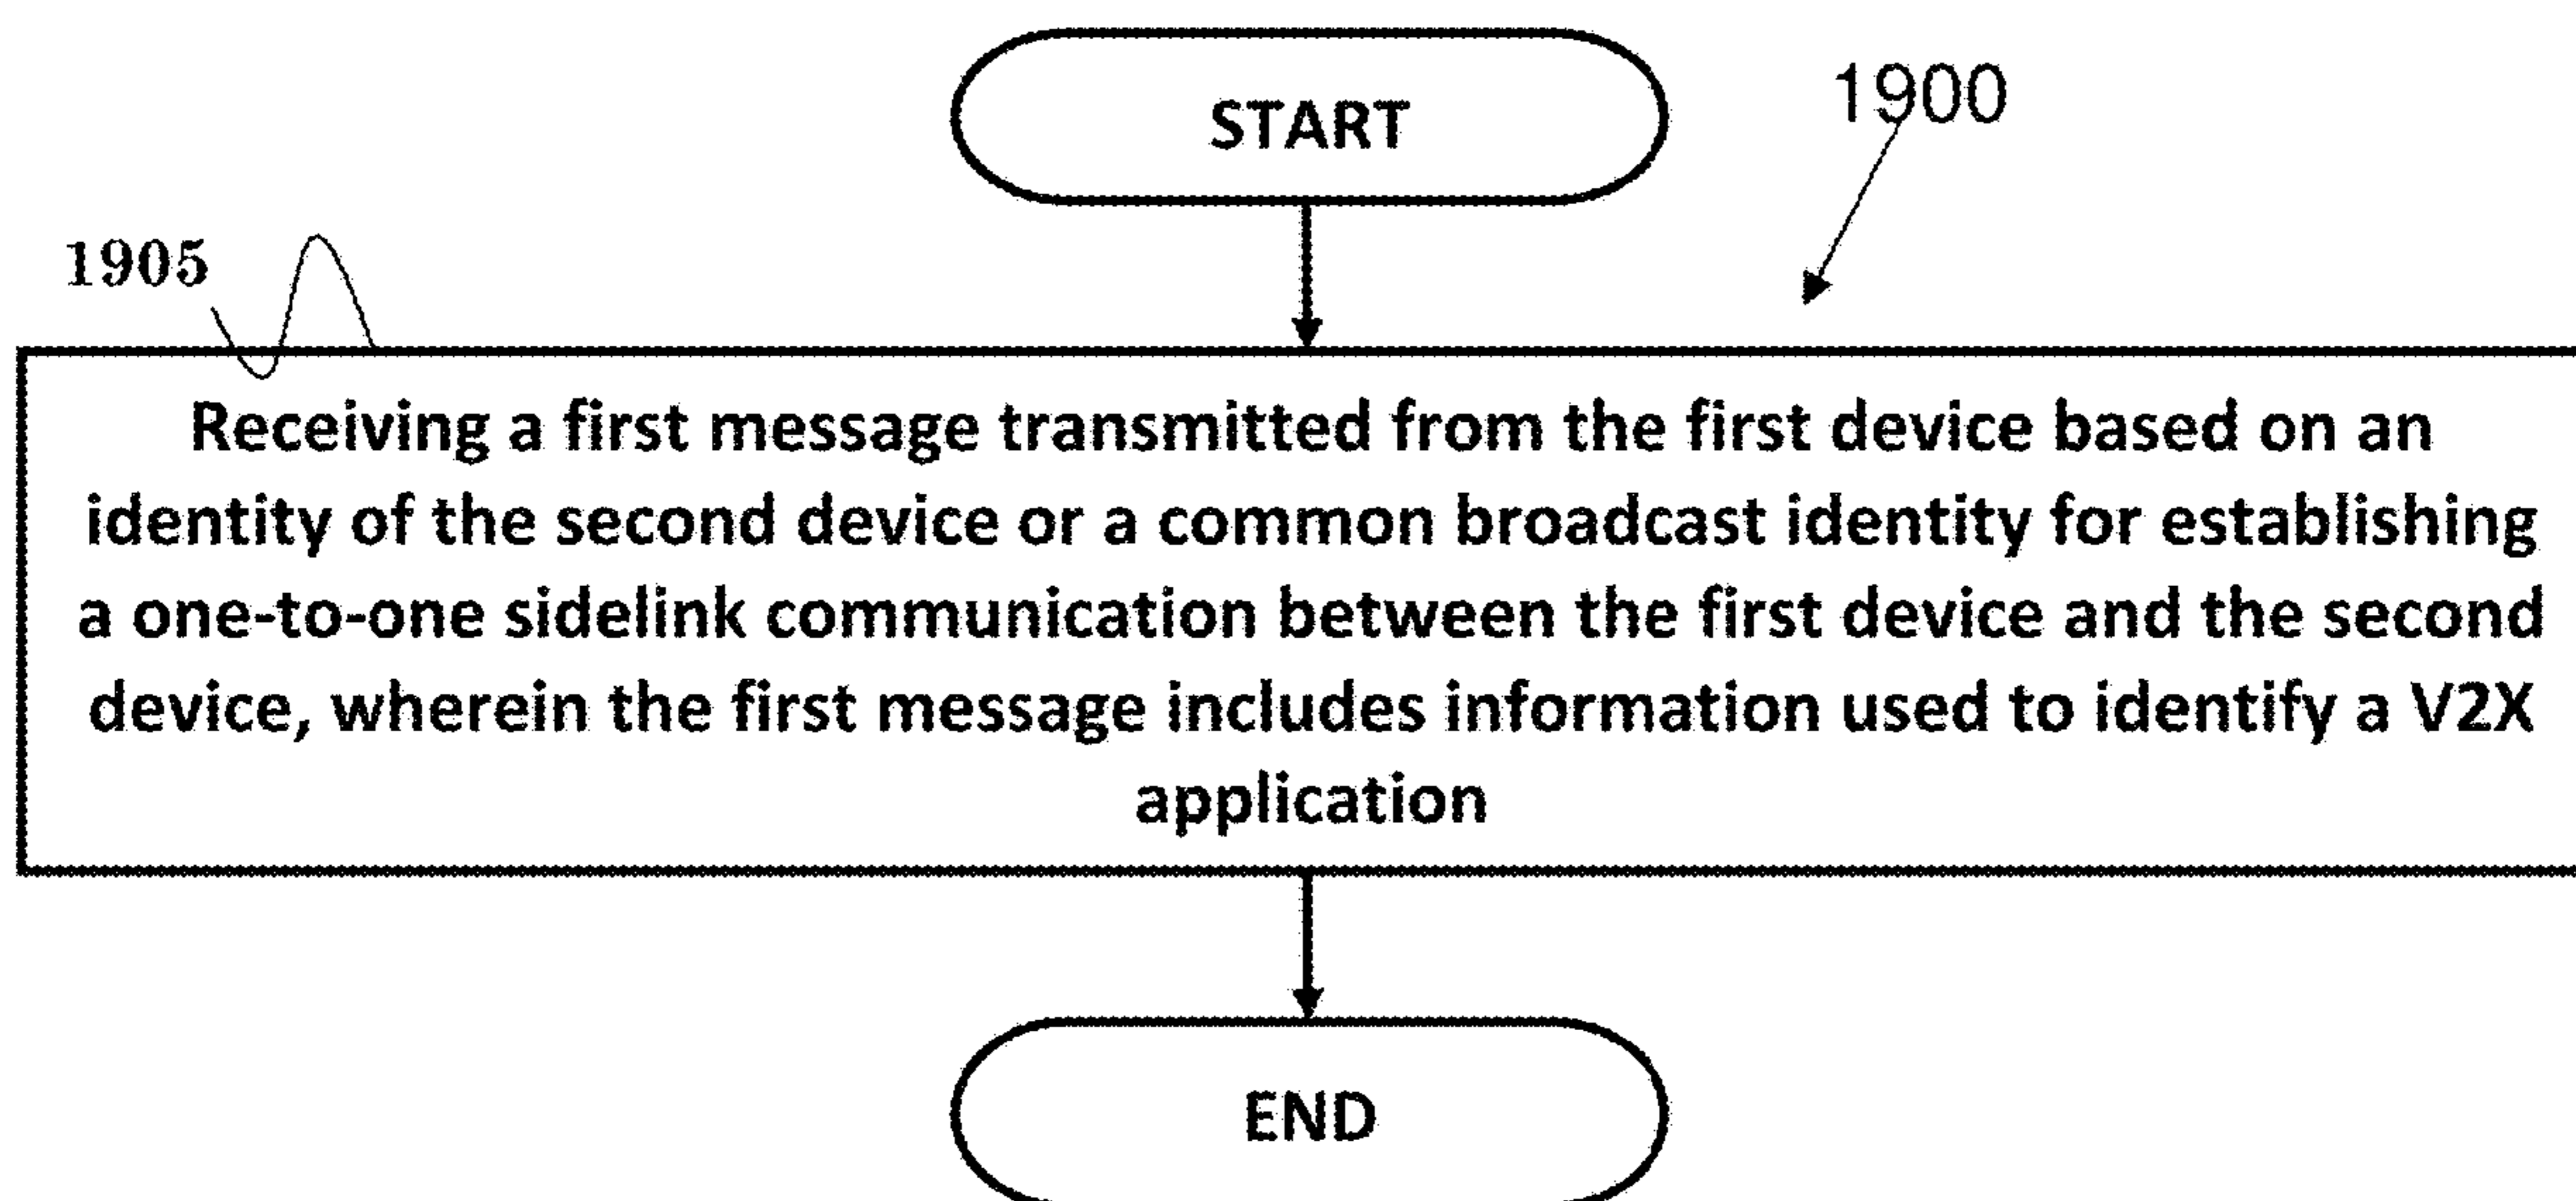 START
1900
1905
Receiving a first message transmitted from the first device based on an
identity of the second device or a common broadcast identity for establishing
a one-to-one sidelink communication between the first device and the second
device, wherein the first message includes information used to identify a V2X
application
END